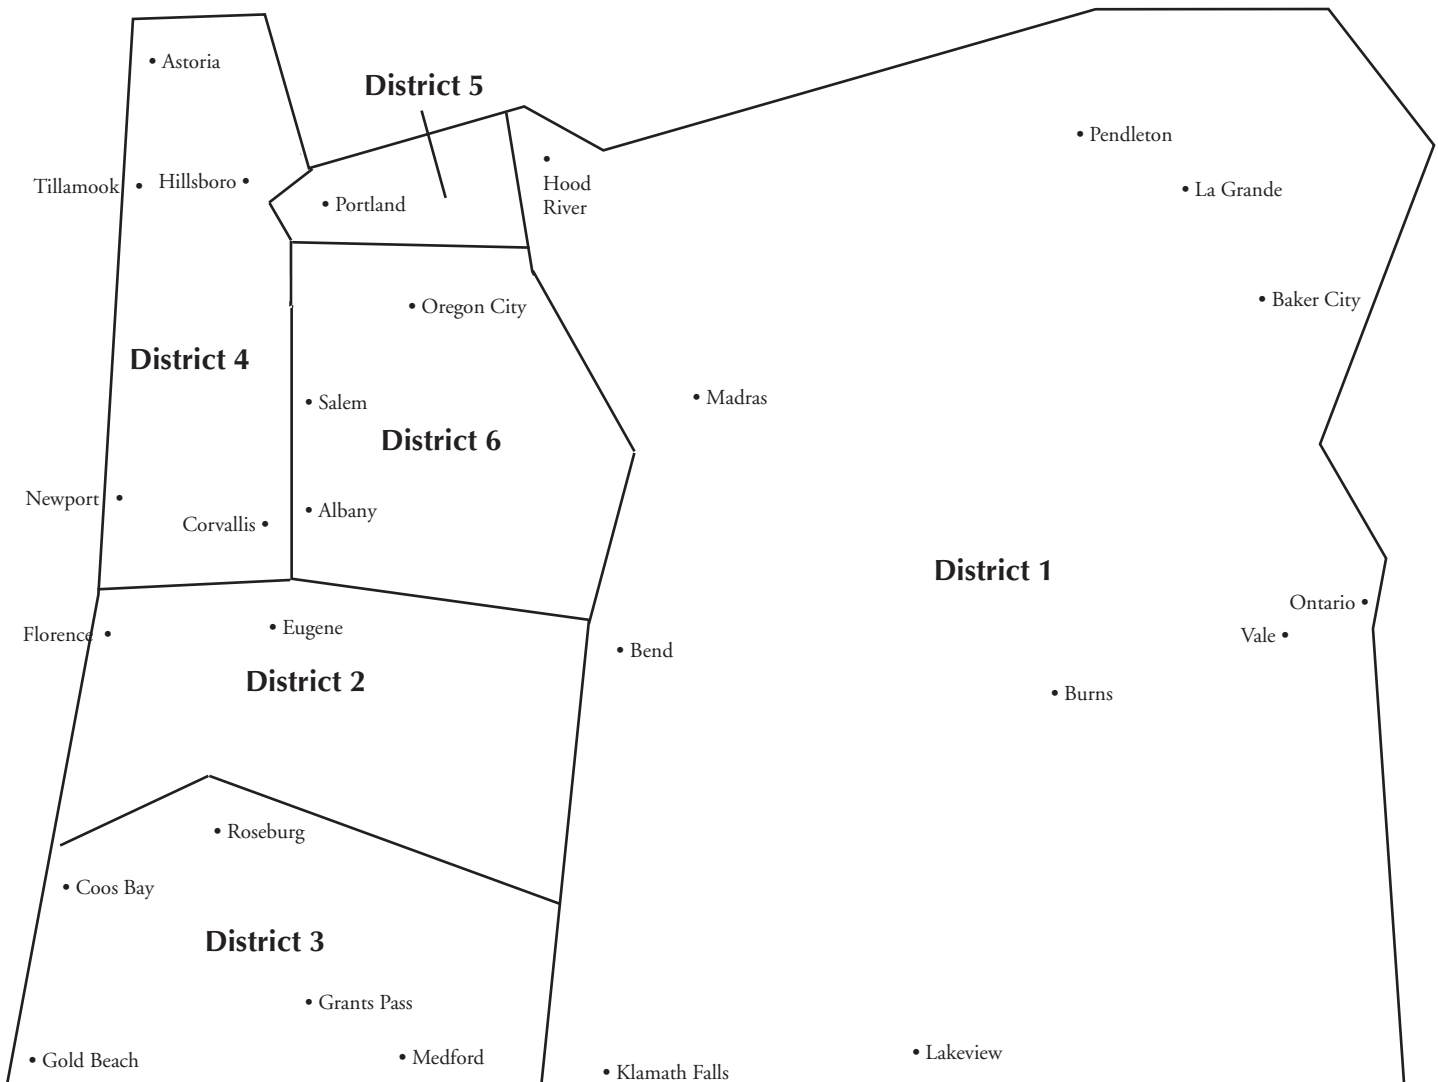 Astoria
District 5
Pendleton
Hood
River
Tillamook
Hillsboro
La Grande
Portland
Baker City
Oregon City
District 4
Madras
Salem
District 6
Newport
Albany
Corvallis
District 1
Ontario
Florence
Eugene
Vale
Bend
District 2
Burns
Roseburg
Coos Bay
District 3
Grants Pass
Lakeview
Gold Beach
Medford
Klamath Falls